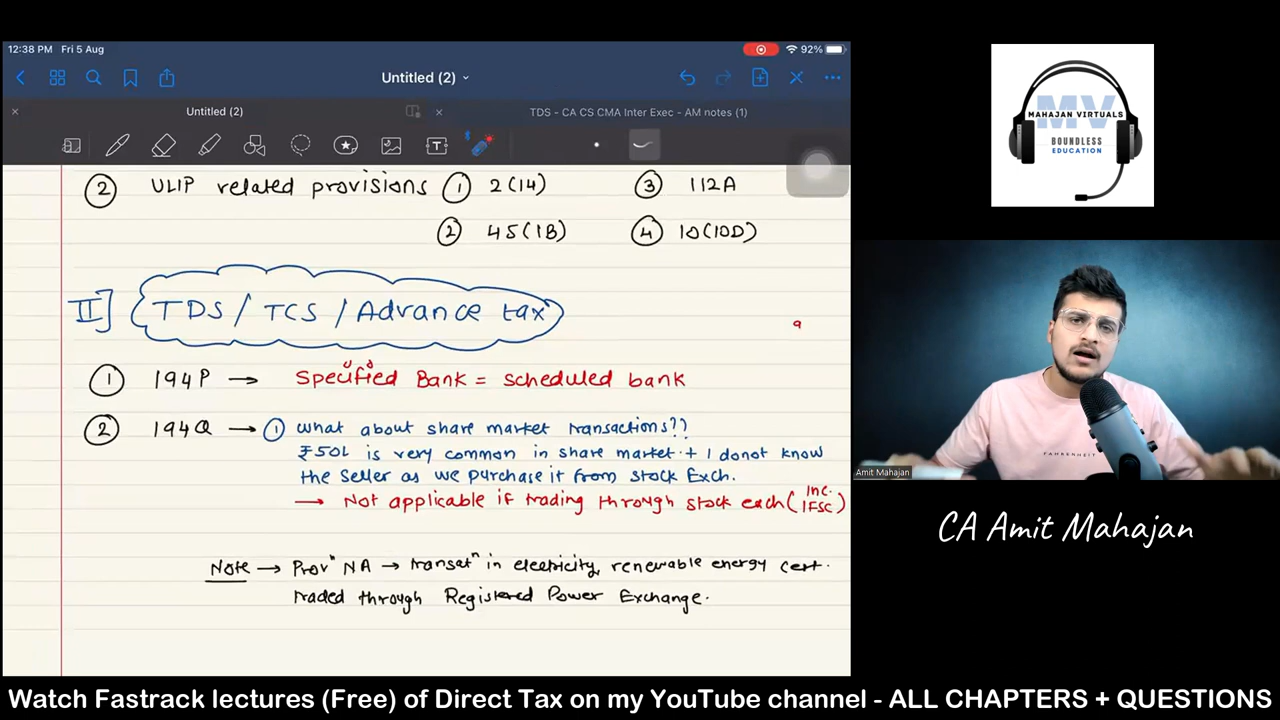 12:38 PM Fri 5 Aug
92%
Untitled (2)
Untitled (2)
TDS - CA CS CMA Inter Exec - AM notes (1)
② ULIP related provisions ① 2(14) ③ 112A
② 45(1B) ④ 10(10D)
II] TDS / TCS / Advance tax
① 194P → Specified Bank = scheduled bank
② 194Q → ① What about share market transactions??
₹50L is very common in share market + I donot know
the seller as we purchase it from stock Exch.
→ Not applicable if trading through stock exch (Inc. IFSC)
Note → Provⁿ NA → transatⁿ in electricity, renewable energy cert.
traded through Registered Power Exchange.
MV
MAHAJAN VIRTUALS
BOUNDLESS
EDUCATION
FAHRENHEIT
Amit Mahajan
CA Amit Mahajan
Watch Fastrack lectures (Free) of Direct Tax on my YouTube channel - ALL CHAPTERS + QUESTIONS